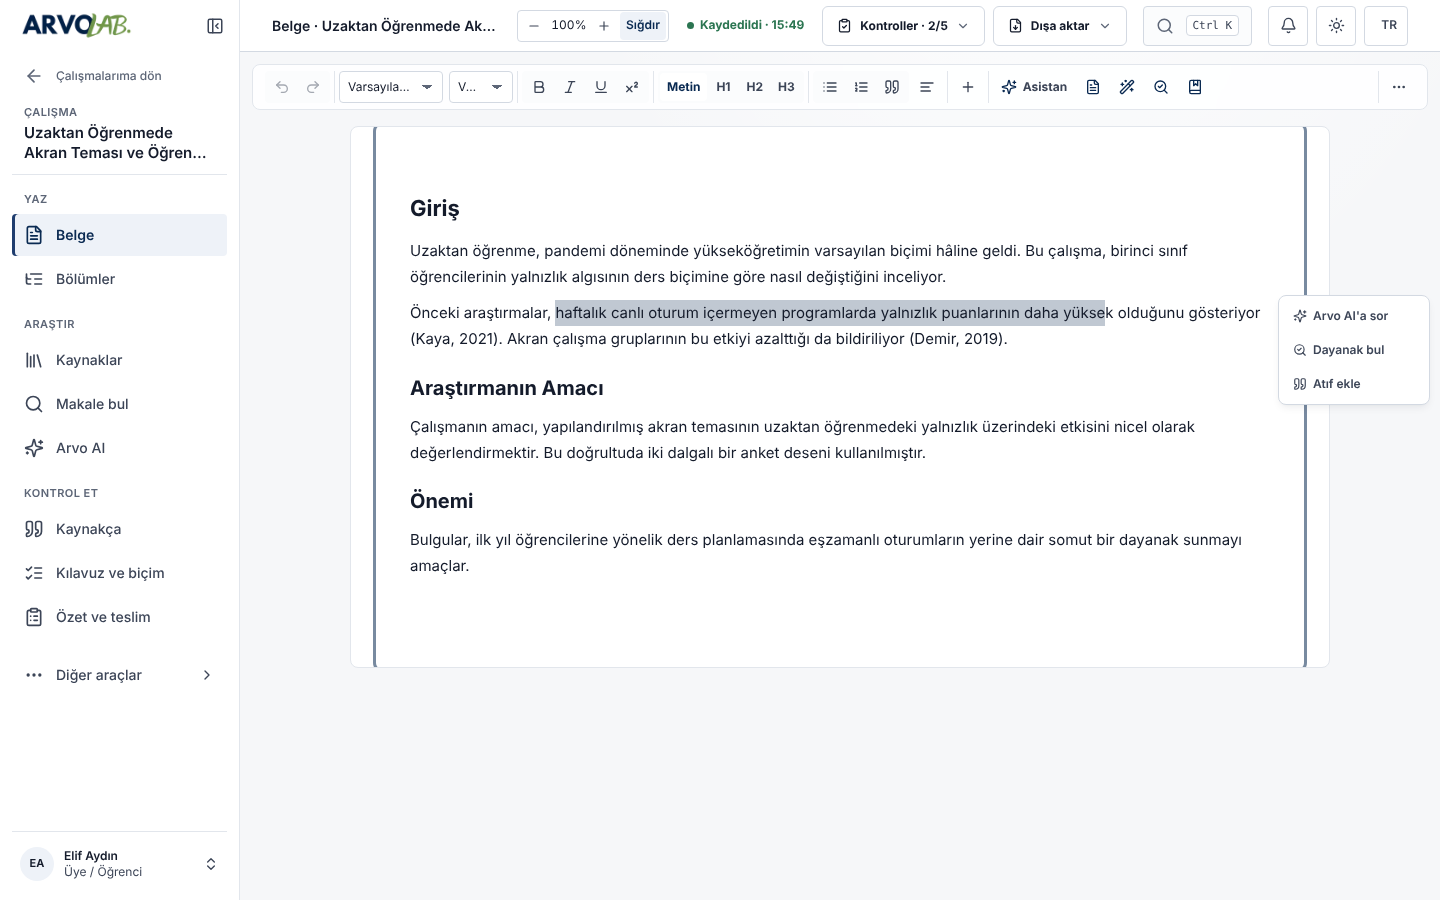 ARVOLAB.
Çalışmalarıma dön
ÇALIŞMA
Uzaktan Öğrenmede
Akran Teması ve Öğren...
YAZ
Belge
Bölümler
ARAŞTIR
Kaynaklar
Makale bul
Arvo AI
KONTROL ET
Kaynakça
Kılavuz ve biçim
Özet ve teslim
Diğer araçlar
EA
Elif Aydın
Üye / Öğrenci
Belge · Uzaktan Öğrenmede Ak...
100%
Sığdır
Kaydedildi · 15:49
Kontroller · 2/5
Dışa aktar
Ctrl K
TR
Varsayıla...
V...
B I U x²
Metin H1 H2 H3
Asistan
Giriş
Uzaktan öğrenme, pandemi döneminde yükseköğretimin varsayılan biçimi hâline geldi. Bu çalışma, birinci sınıf
öğrencilerinin yalnızlık algısının ders biçimine göre nasıl değiştiğini inceliyor.
Önceki araştırmalar, haftalık canlı oturum içermeyen programlarda yalnızlık puanlarının daha yüksek olduğunu gösteriyor
(Kaya, 2021). Akran çalışma gruplarının bu etkiyi azalttığı da bildiriliyor (Demir, 2019).
Araştırmanın Amacı
Çalışmanın amacı, yapılandırılmış akran temasının uzaktan öğrenmedeki yalnızlık üzerindeki etkisini nicel olarak
değerlendirmektir. Bu doğrultuda iki dalgalı bir anket deseni kullanılmıştır.
Önemi
Bulgular, ilk yıl öğrencilerine yönelik ders planlamasında eşzamanlı oturumların yerine dair somut bir dayanak sunmayı
amaçlar.
Arvo AI'a sor
Dayanak bul
Atıf ekle